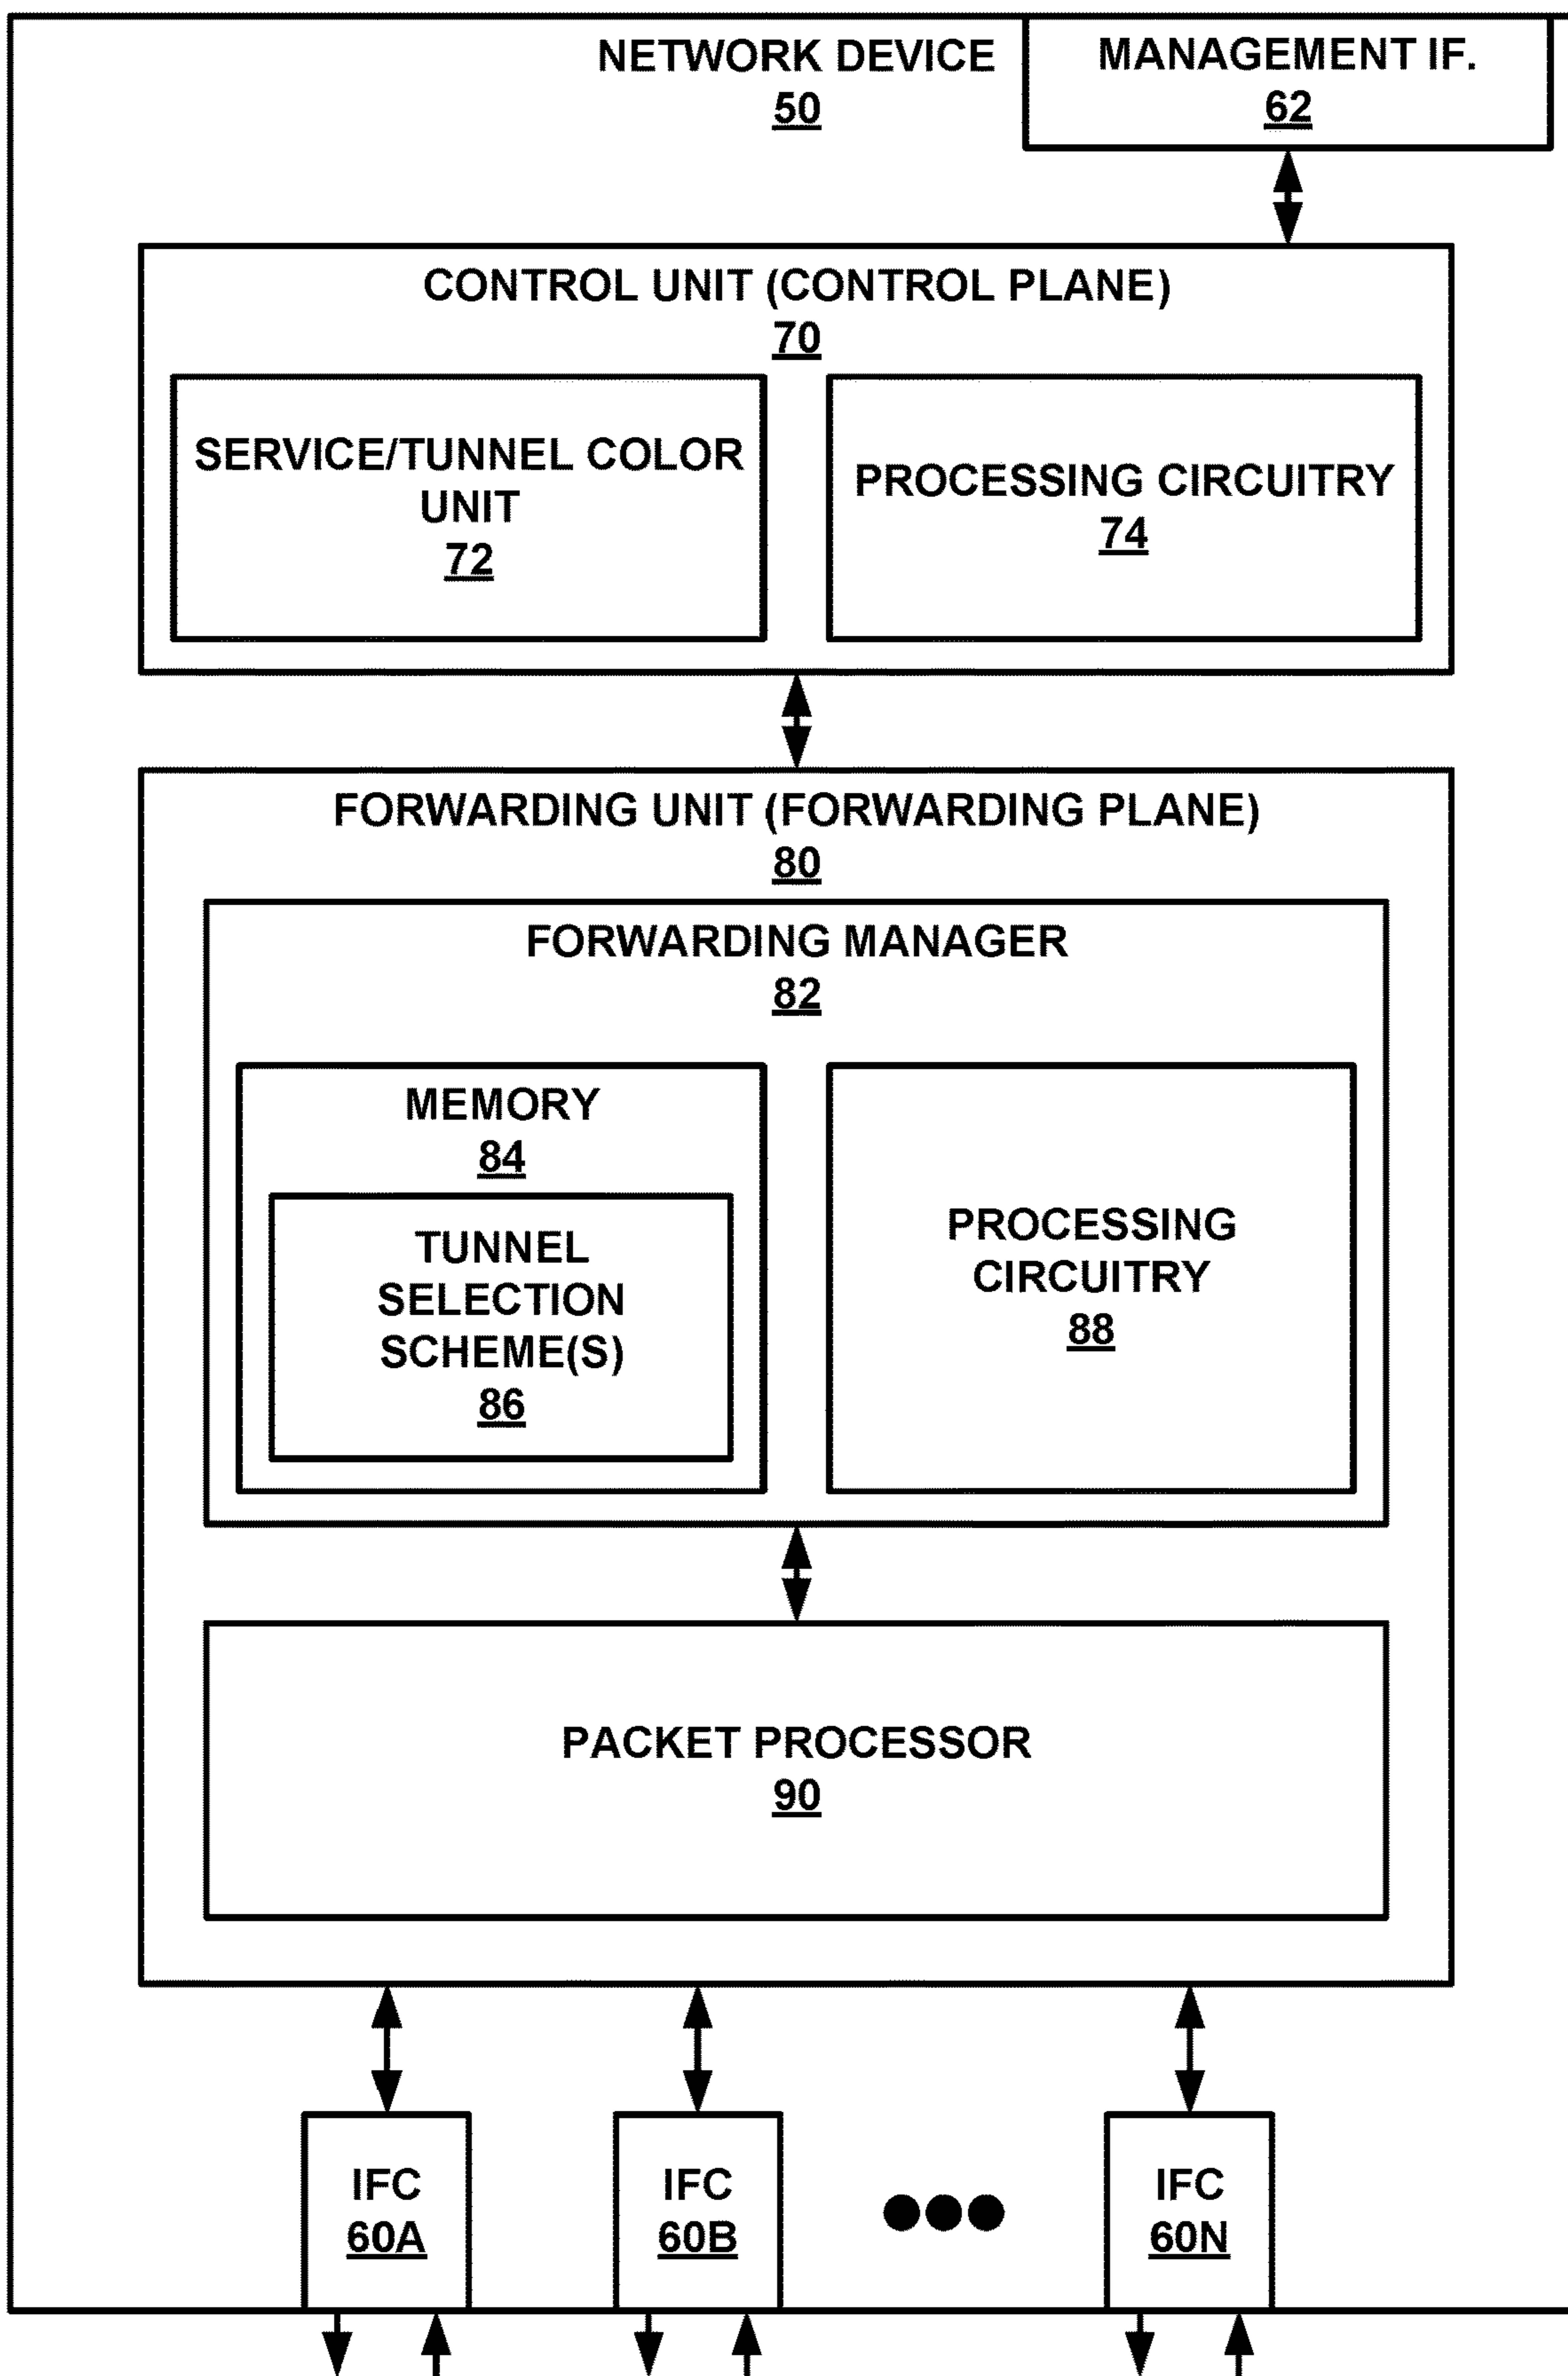 NETWORK DEVICE
50
MANAGEMENT IF.
62
CONTROL UNIT (CONTROL PLANE)
70
SERVICE/TUNNEL COLOR
UNIT
72
PROCESSING CIRCUITRY
74
FORWARDING UNIT (FORWARDING PLANE)
80
FORWARDING MANAGER
82
MEMORY
84
TUNNEL
SELECTION
SCHEME(S)
86
PROCESSING
CIRCUITRY
88
PACKET PROCESSOR
90
IFC
60A
IFC
60B
IFC
60N